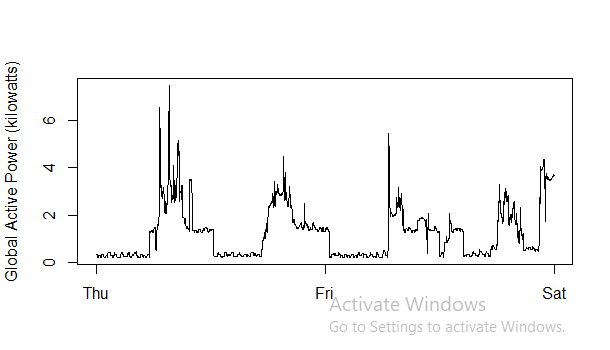 Global Active Power (kilowatts)
6
4
2
0
Thu
Fri
Sat
Activate Windows
Go to Settings to activate Windows.